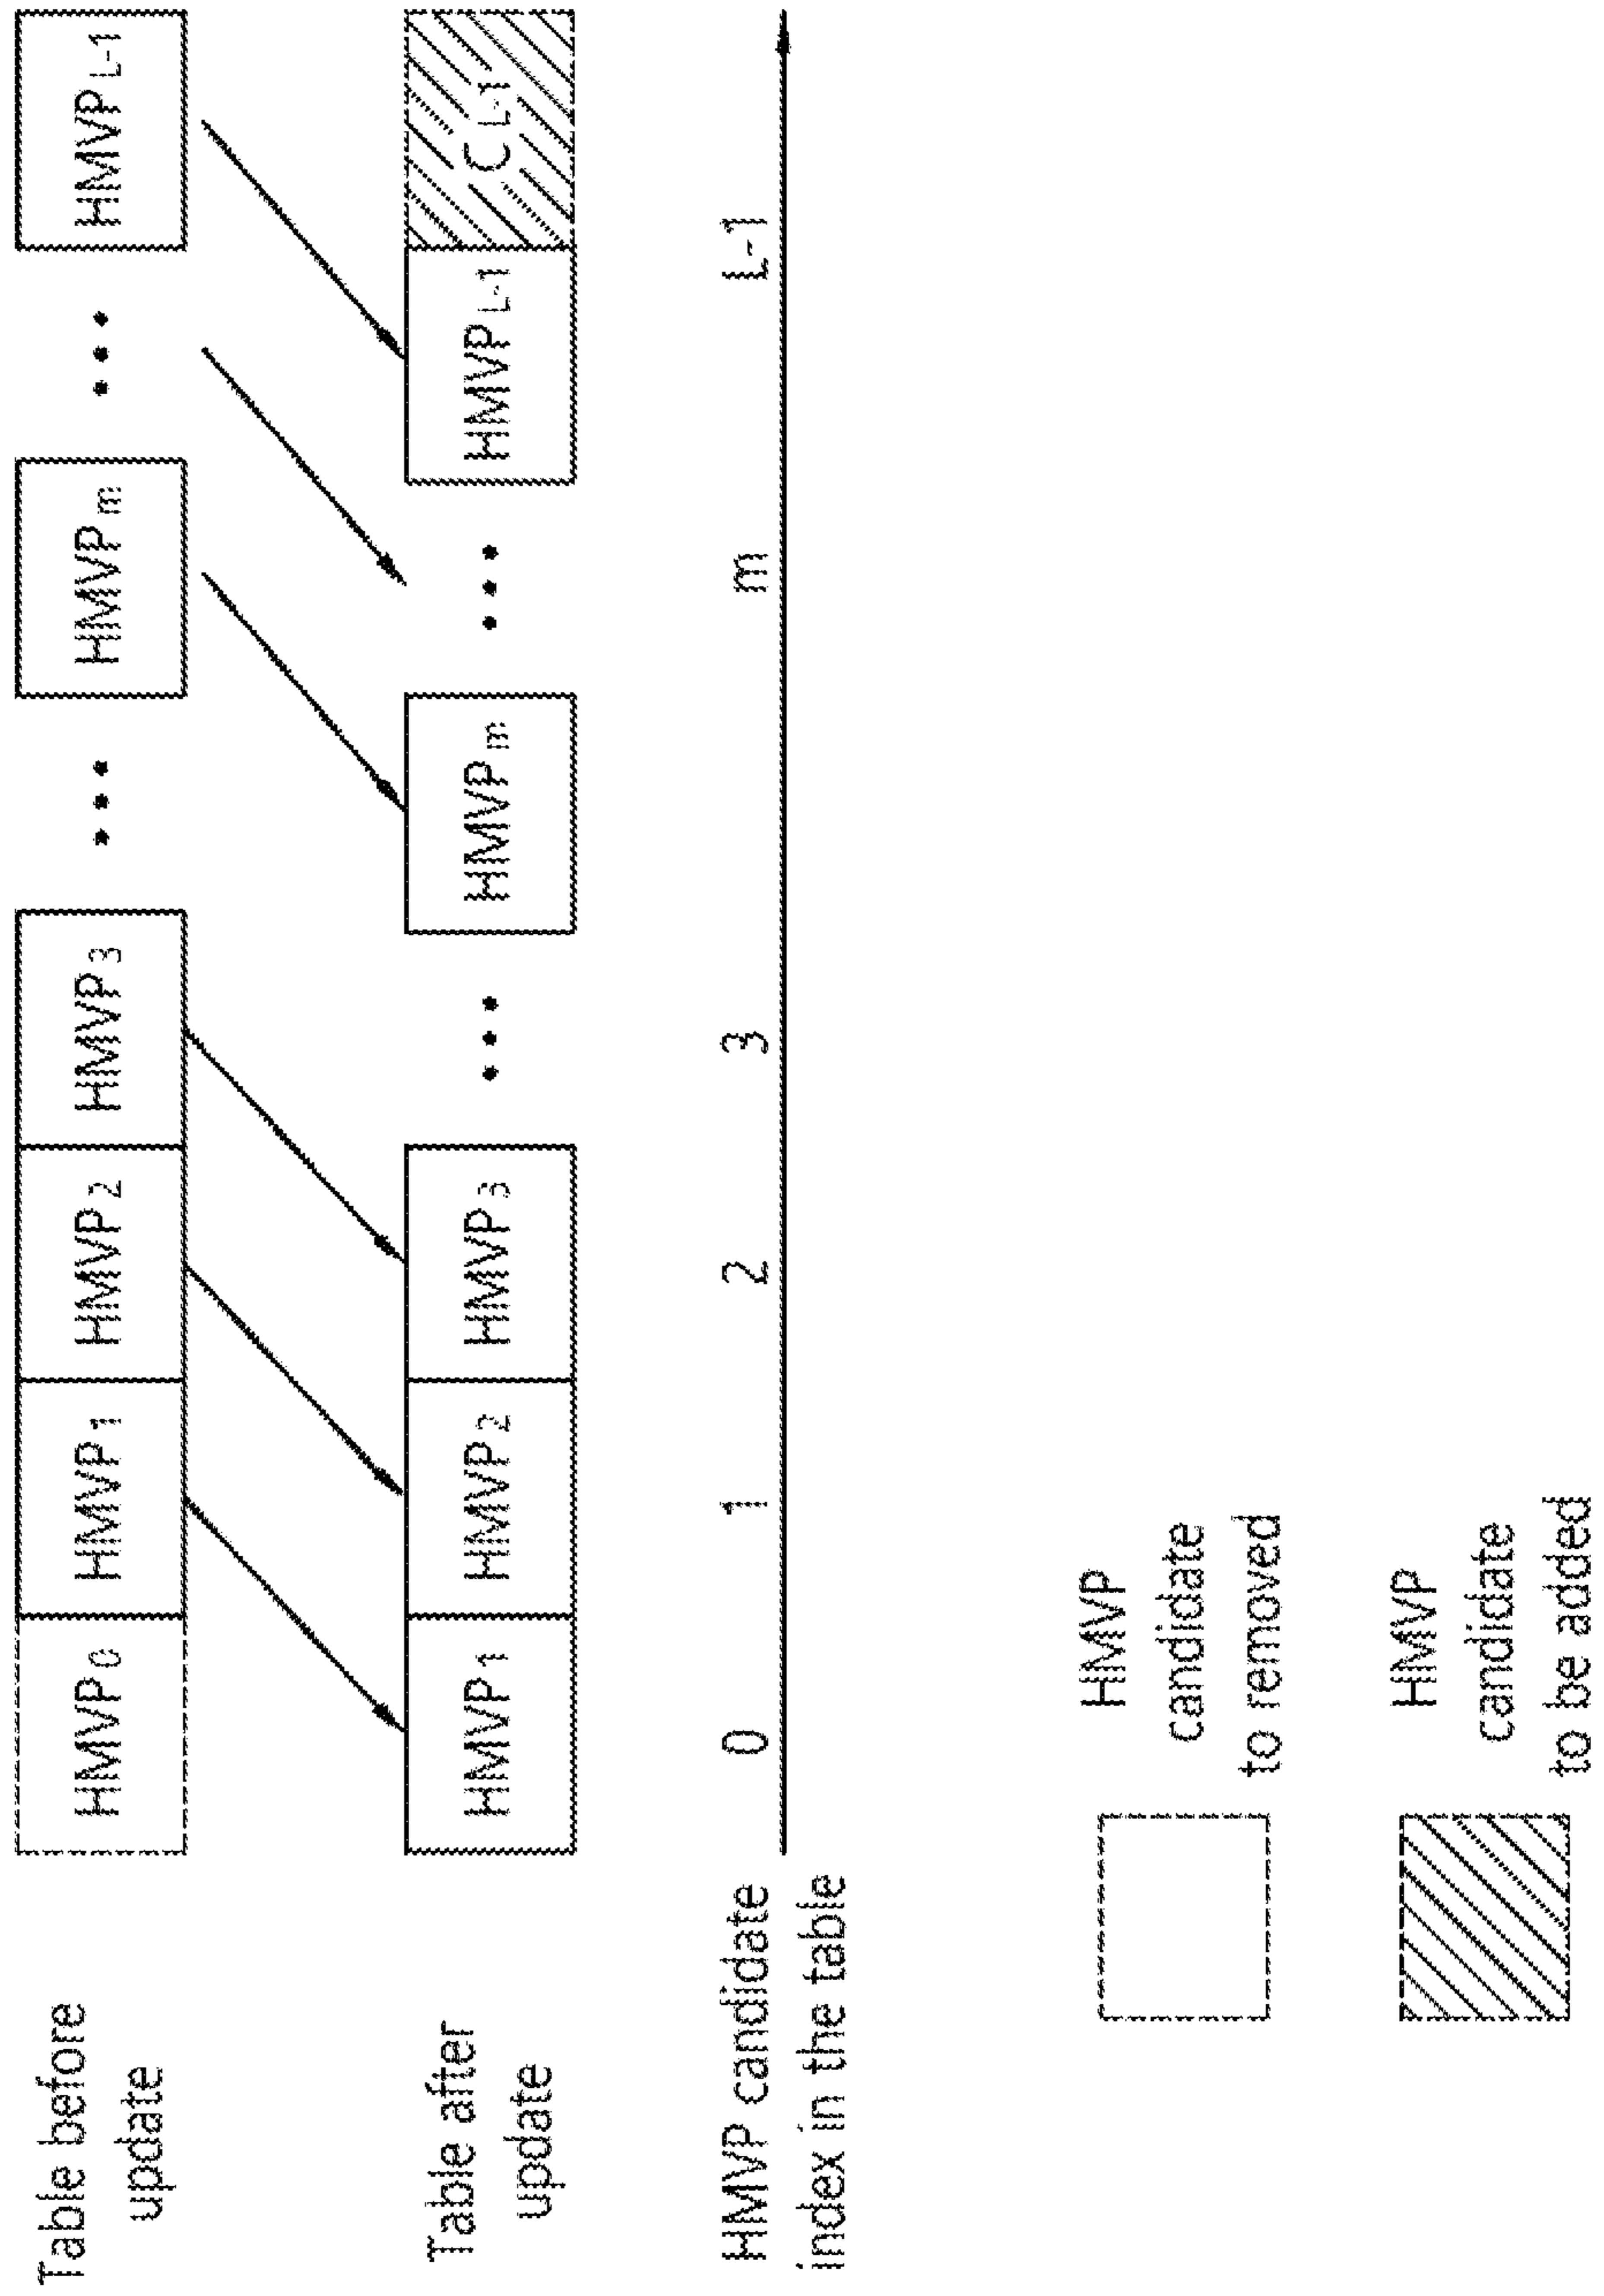 Table before
update
HMVP0 HMVP1 HMVP2 HMVP3 ••• HMVPm ••• HMVPL-1
Table after
update
HMVP1 HMVP2 HMVP3 ••• HMVPm ••• HMVPL-1 CL-1
HMVP candidate
index in the table
0 1 2 3 m L-1
HMVP
candidate
to removed
HMVP
candidate
to be added